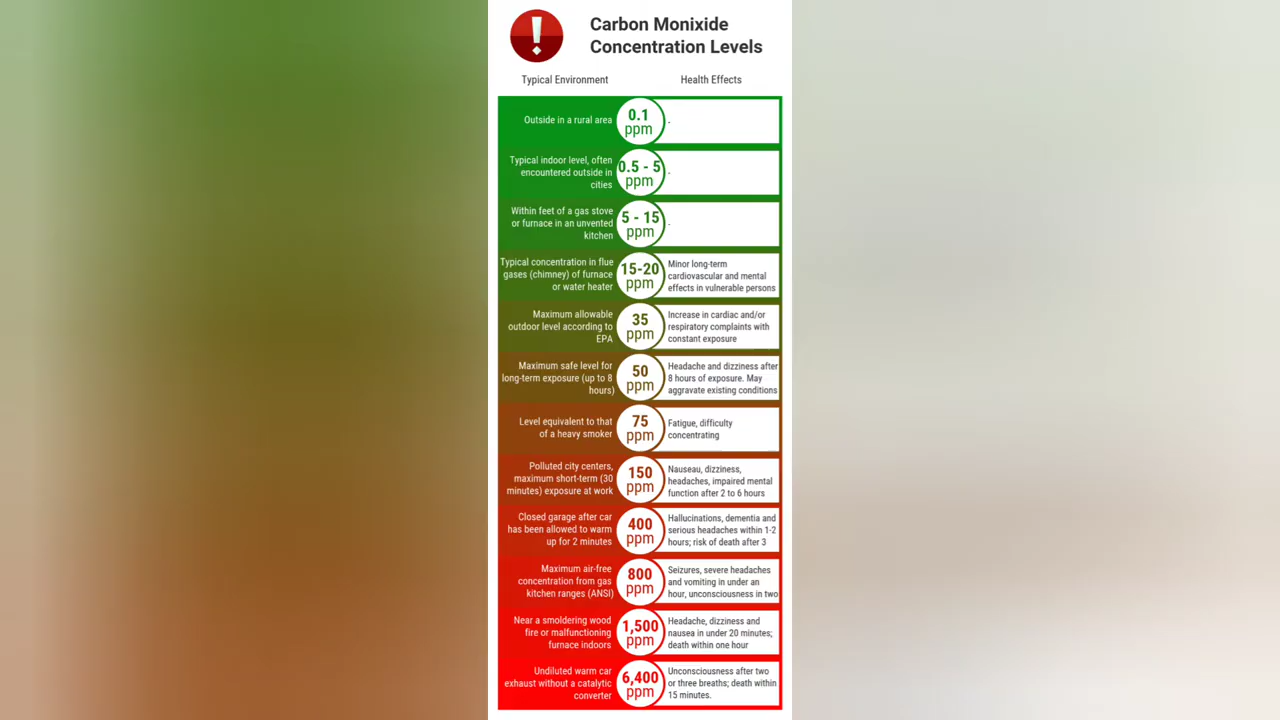 Carbon Monixide
Concentration Levels
Typical Environment
Health Effects
Outside in a rural area
0.1
ppm
-
Typical indoor level, often
encountered outside in
cities
0.5 - 5
ppm
-
Within feet of a gas stove
or furnace in an unvented
kitchen
5 - 15
ppm
-
Typical concentration in flue
gases (chimney) of furnace
or water heater
15-20
ppm
Minor long-term
cardiovascular and mental
effects in vulnerable persons
Maximum allowable
outdoor level according to
EPA
35
ppm
Increase in cardiac and/or
respiratory complaints with
constant exposure
Maximum safe level for
long-term exposure (up to 8
hours)
50
ppm
Headache and dizziness after
8 hours of exposure. May
aggravate existing conditions
Level equivalent to that
of a heavy smoker
75
ppm
Fatigue, difficulty
concentrating
Polluted city centers,
maximum short-term (30
minutes) exposure at work
150
ppm
Nauseau, dizziness,
headaches, impaired mental
function after 2 to 6 hours
Closed garage after car
has been allowed to warm
up for 2 minutes
400
ppm
Hallucinations, dementia and
serious headaches within 1-2
hours; risk of death after 3
Maximum air-free
concentration from gas
kitchen ranges (ANSI)
800
ppm
Seizures, severe headaches
and vomiting in under an
hour, unconsciousness in two
Near a smoldering wood
fire or malfunctioning
furnace indoors
1,500
ppm
Headache, dizziness and
nausea in under 20 minutes;
death within one hour
Undiluted warm car
exhaust without a catalytic
converter
6,400
ppm
Unconsciousness after two
or three breaths; death within
15 minutes.